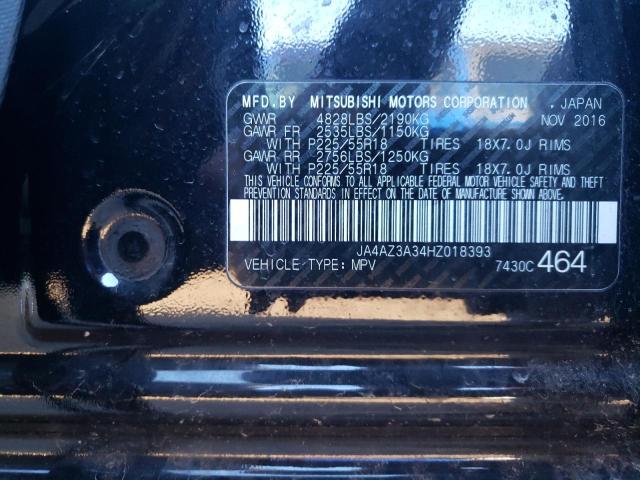 MFD.BY MITSUBISHI MOTORS CORPORATION . JAPAN
GVWR 4828LBS/2190KG NOV 2016
GAWR FR 2535LBS/1150KG
WITH P225/55R18 TIRES 18X7.0J RIMS
GAWR RR 2756LBS/1250KG
WITH P225/55R18 TIRES 18X7.0J RIMS
THIS VEHICLE CONFORMS TO ALL APPLICABLE FEDERAL MOTOR VEHICLE SAFETY AND THEFT
PREVENTION STANDARDS IN EFFECT ON THE DATE OF MANUFACTURE SHOWN ABOVE.
JA4AZ3A34HZ018393
VEHICLE TYPE: MPV 7430C 464